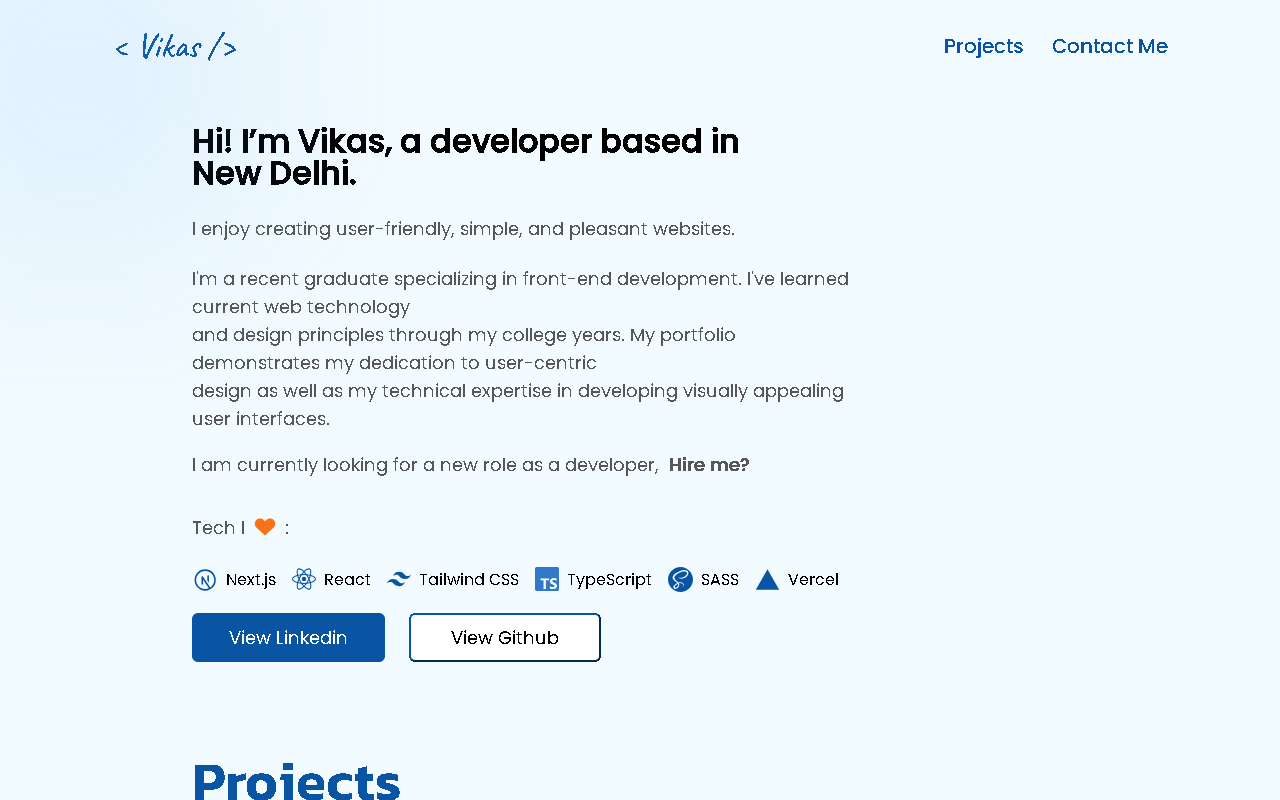 < Vikas />
Projects Contact Me
Hi! I’m Vikas, a developer based in
New Delhi.
I enjoy creating user-friendly, simple, and pleasant websites.
I'm a recent graduate specializing in front-end development. I've learned
current web technology
and design principles through my college years. My portfolio
demonstrates my dedication to user-centric
design as well as my technical expertise in developing visually appealing
user interfaces.
I am currently looking for a new role as a developer, Hire me?
Tech I 🧡 :
Next.js React Tailwind CSS TypeScript SASS Vercel
View Linkedin View Github
Projects